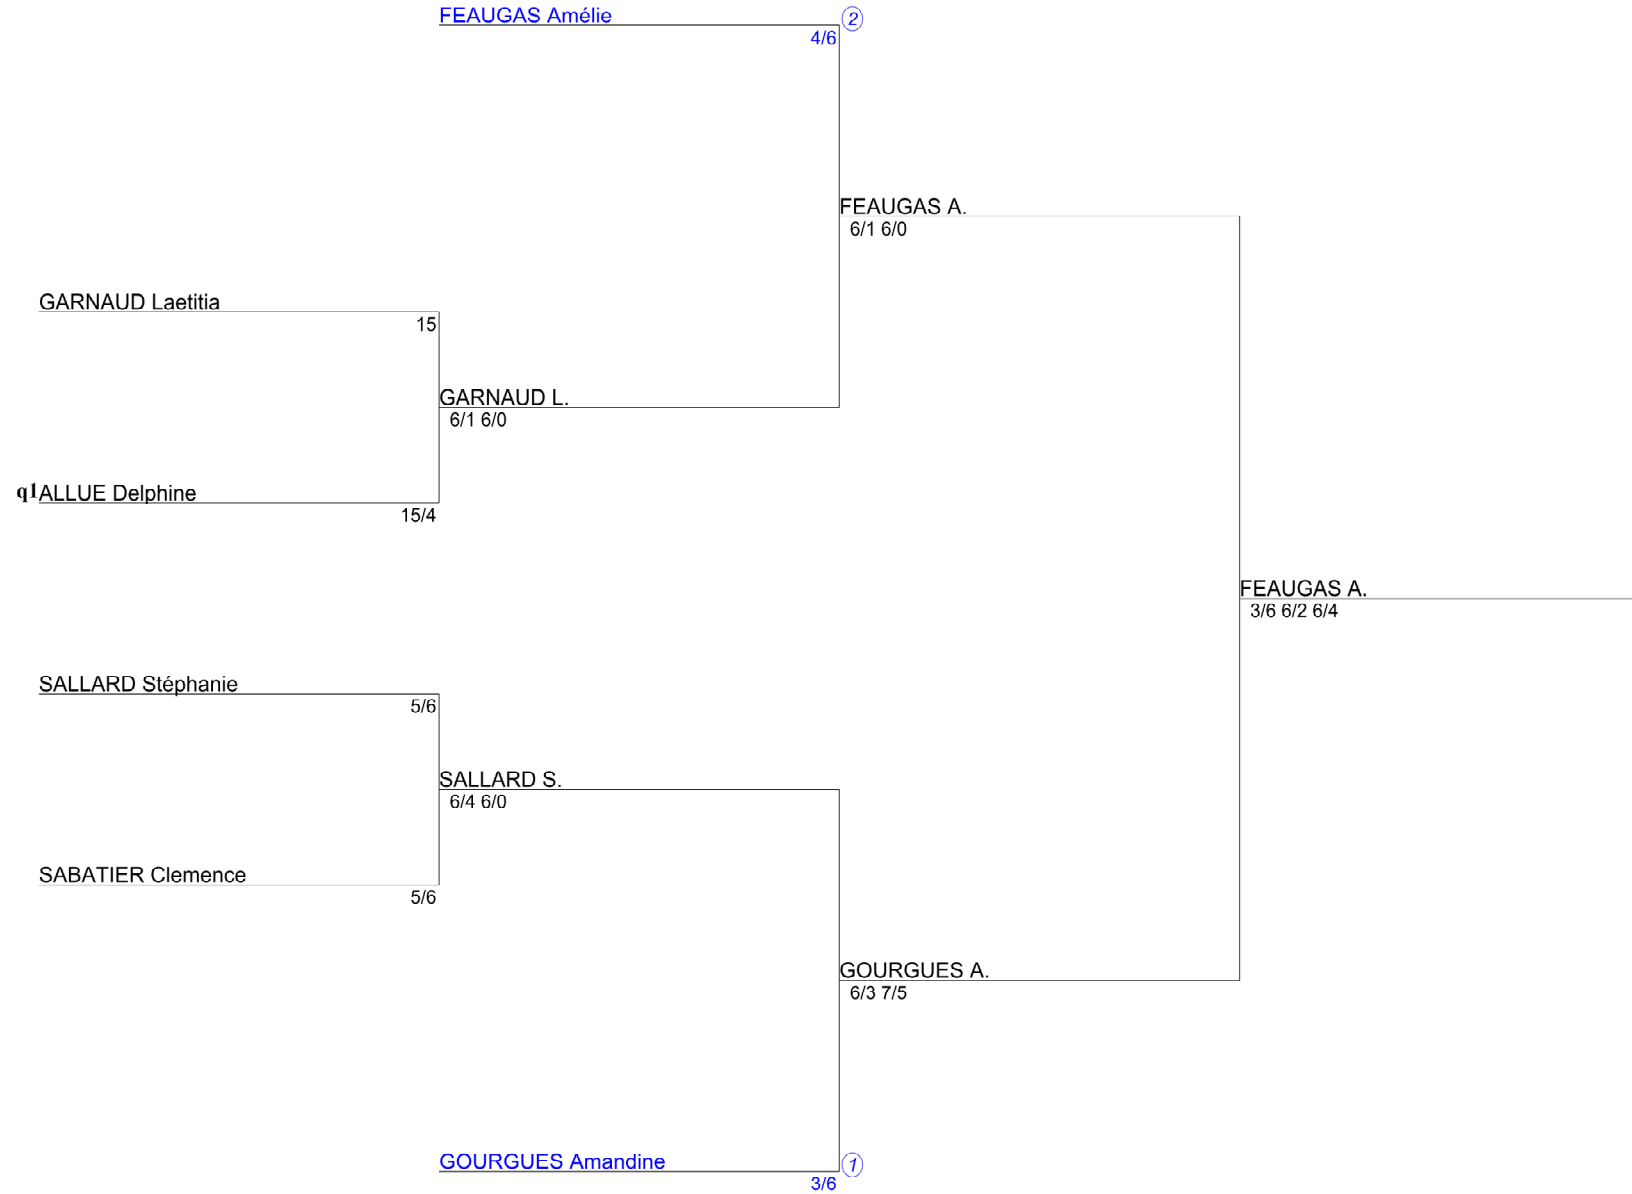 FEAUGAS Amélie
2
4/6
FEAUGAS A.
6/1 6/0
GARNAUD Laetitia
15
GARNAUD L.
6/1 6/0
q1 ALLUE Delphine
15/4
FEAUGAS A.
3/6 6/2 6/4
SALLARD Stéphanie
5/6
SALLARD S.
6/4 6/0
SABATIER Clemence
5/6
GOURGUES A.
6/3 7/5
GOURGUES Amandine
1
3/6